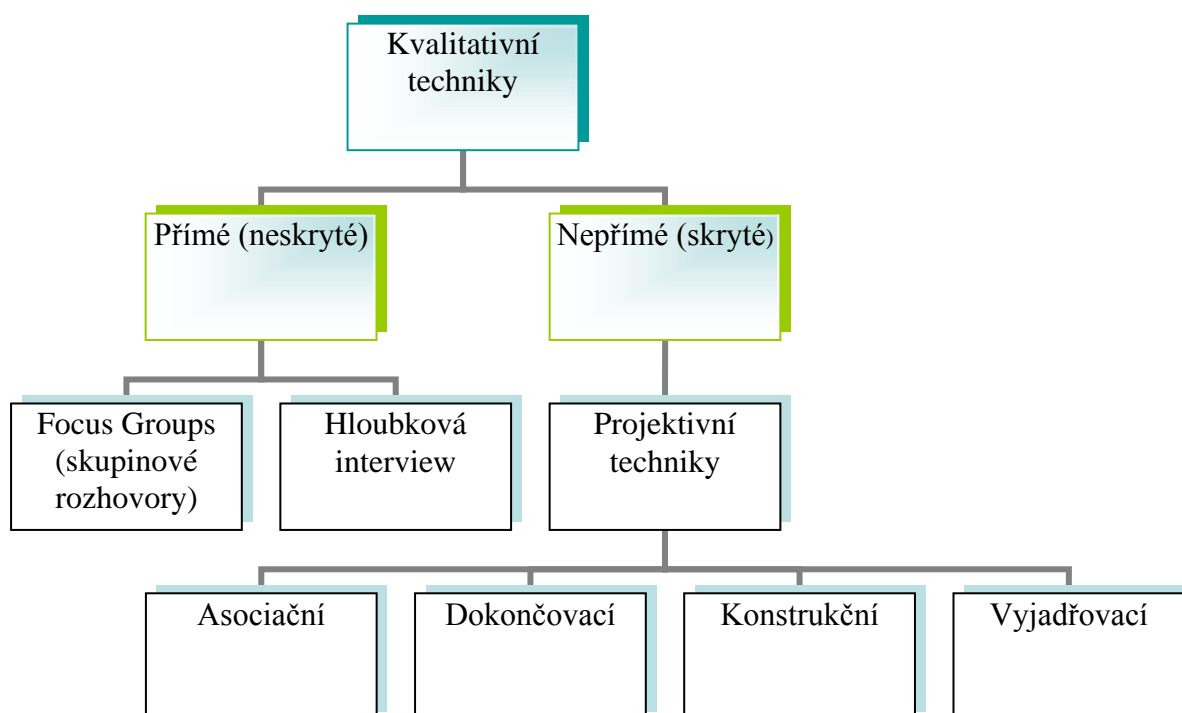 Kvalitativní
techniky
Přímé (neskryté)
Nepřímé (skryté)
Focus Groups
(skupinové
rozhovory)
Hloubková
interview
Projektivní
techniky
Asociační
Dokončovací
Konstrukční
Vyjadřovací